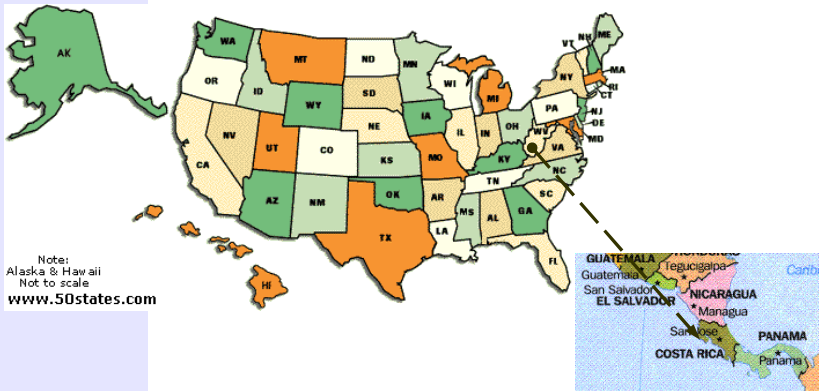 AK
WA
MT
ND
MN
ME
NH
VT
OR
ID
WY
SD
WI
MI
NY
MA
RI
CT
NV
UT
CO
NE
IA
IL
IN
OH
PA
NJ
DE
MD
WV
VA
CA
KS
MO
KY
AZ
NM
OK
AR
TN
NC
SC
TX
LA
MS
AL
GA
FL
HI
Note:
Alaska & Hawaii
Not to scale
www.50states.com
GUATEMALA
Guatemala
Tegucigalpa
San Salvador
EL SALVADOR
NICARAGUA
Managua
San Jose
COSTA RICA
PANAMA
Panama